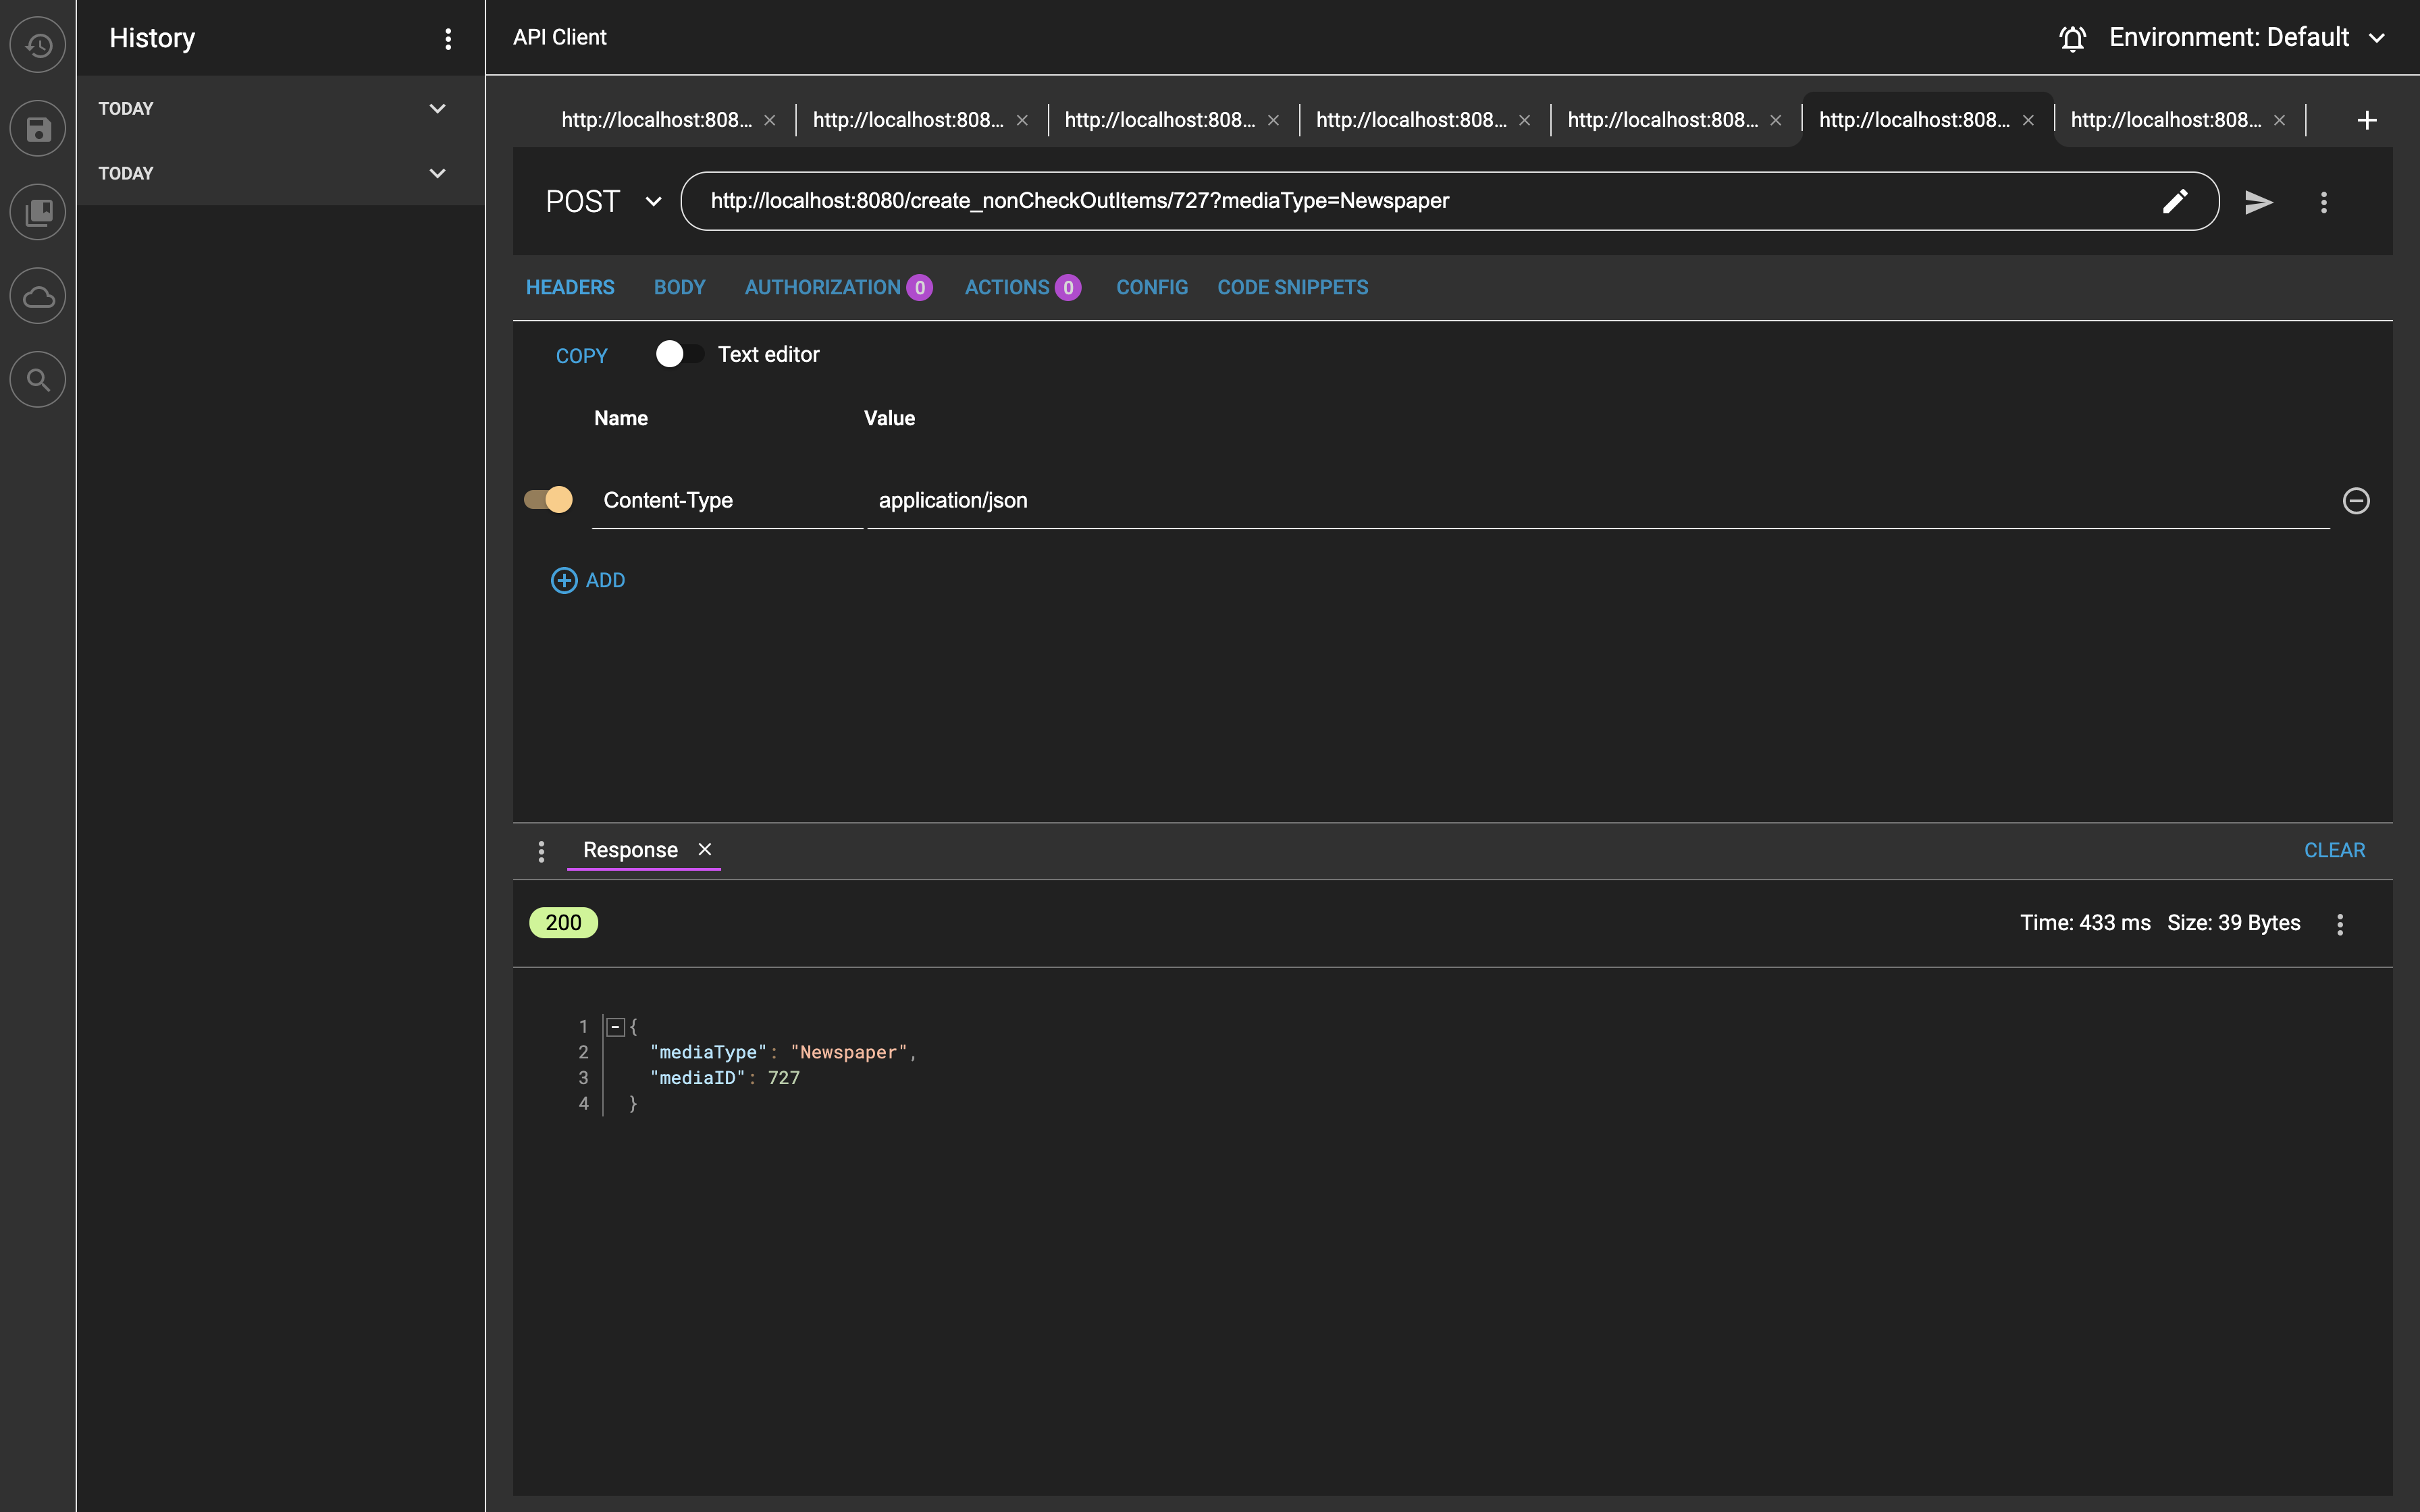 History
API Client
Environment: Default
TODAY
TODAY
http://localhost:808...
http://localhost:808...
http://localhost:808...
http://localhost:808...
http://localhost:808...
http://localhost:808...
http://localhost:808...
POST
http://localhost:8080/create_nonCheckOutItems/727?mediaType=Newspaper
HEADERS BODY AUTHORIZATION 0 ACTIONS 0 CONFIG CODE SNIPPETS
COPY Text editor
Name Value
Content-Type application/json
ADD
Response CLEAR
200 Time: 433 ms Size: 39 Bytes
1 {
2 "mediaType": "Newspaper",
3 "mediaID": 727
4 }